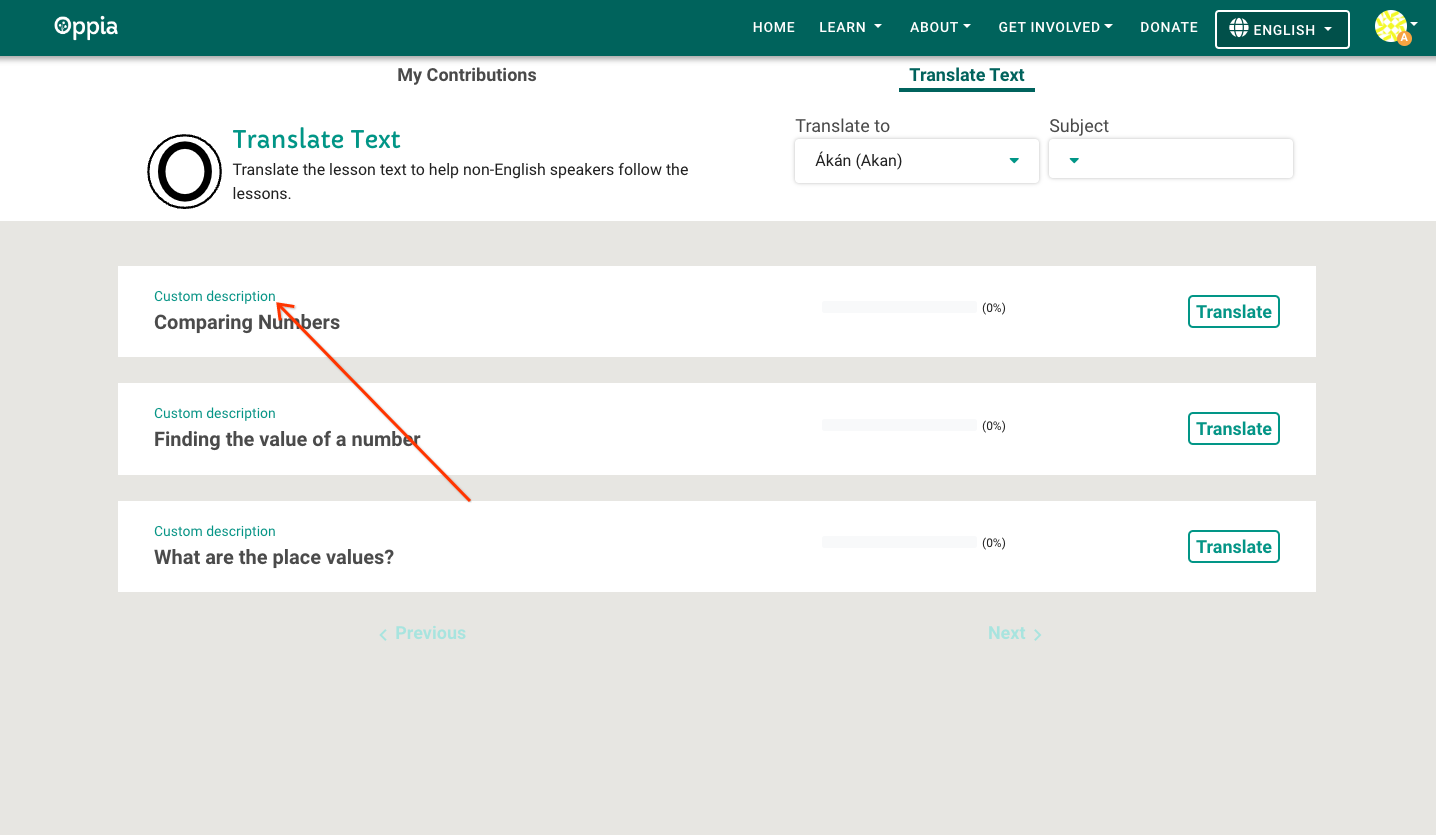 Oppia
HOME LEARN ABOUT GET INVOLVED DONATE ENGLISH A
My Contributions Translate Text
Translate Text
Translate the lesson text to help non-English speakers follow the
lessons.
Translate to Subject
Ákán (Akan)
Custom description
Comparing Numbers
(0%)
Translate
Custom description
Finding the value of a number
(0%)
Translate
Custom description
What are the place values?
(0%)
Translate
Previous Next